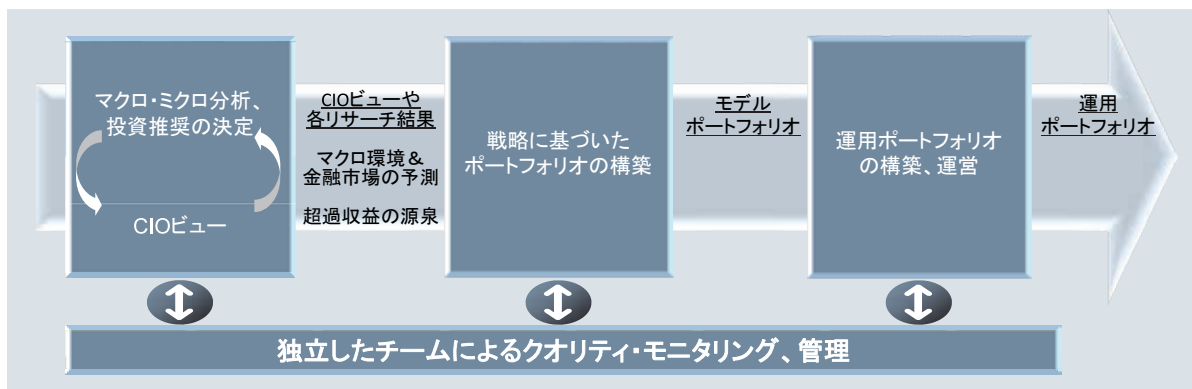 マクロ・ミクロ分析、
投資推奨の決定
CIOビュー
CIOビューや
各リサーチ結果
マクロ環境&
金融市場の予測
超過収益の源泉
戦略に基づいた
ポートフォリオの構築
モデル
ポートフォリオ
運用ポートフォリオ
の構築、運営
運用
ポートフォリオ
独立したチームによるクオリティ・モニタリング、管理